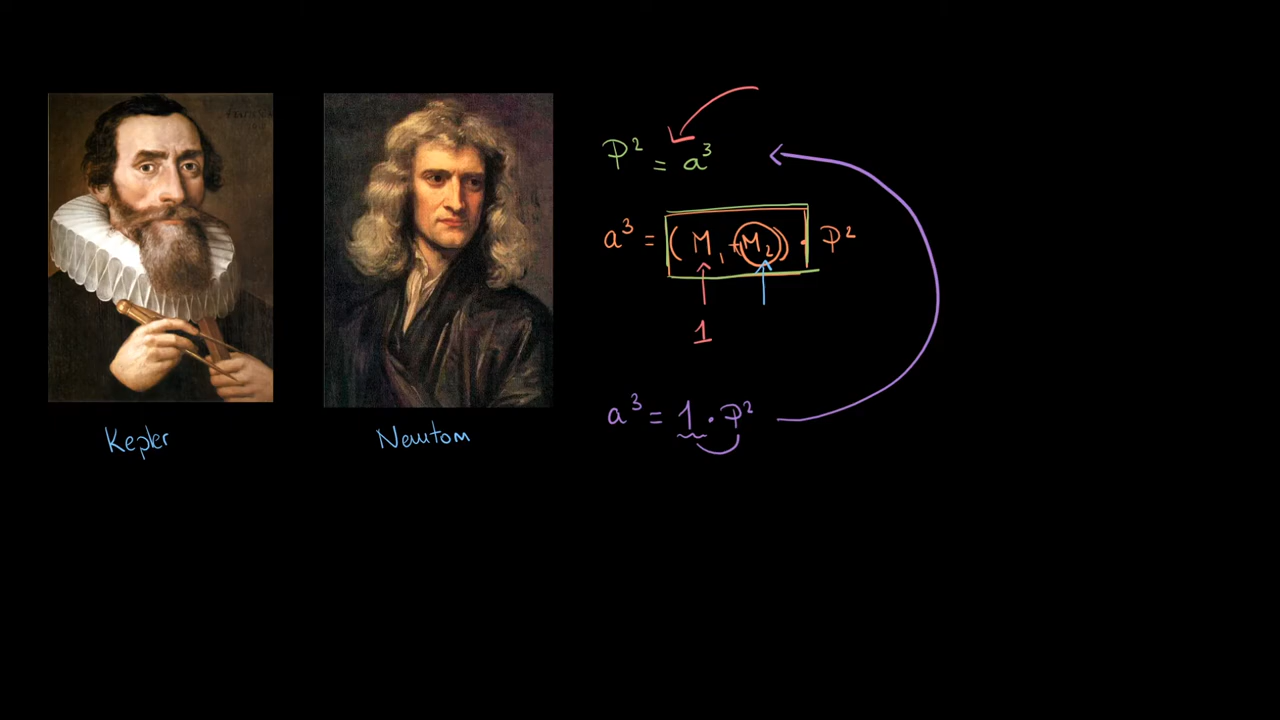 P² = a³
a³ = (M₁ + M₂) · P²
1
a³ = 1 · P²
Kepler
Newtom